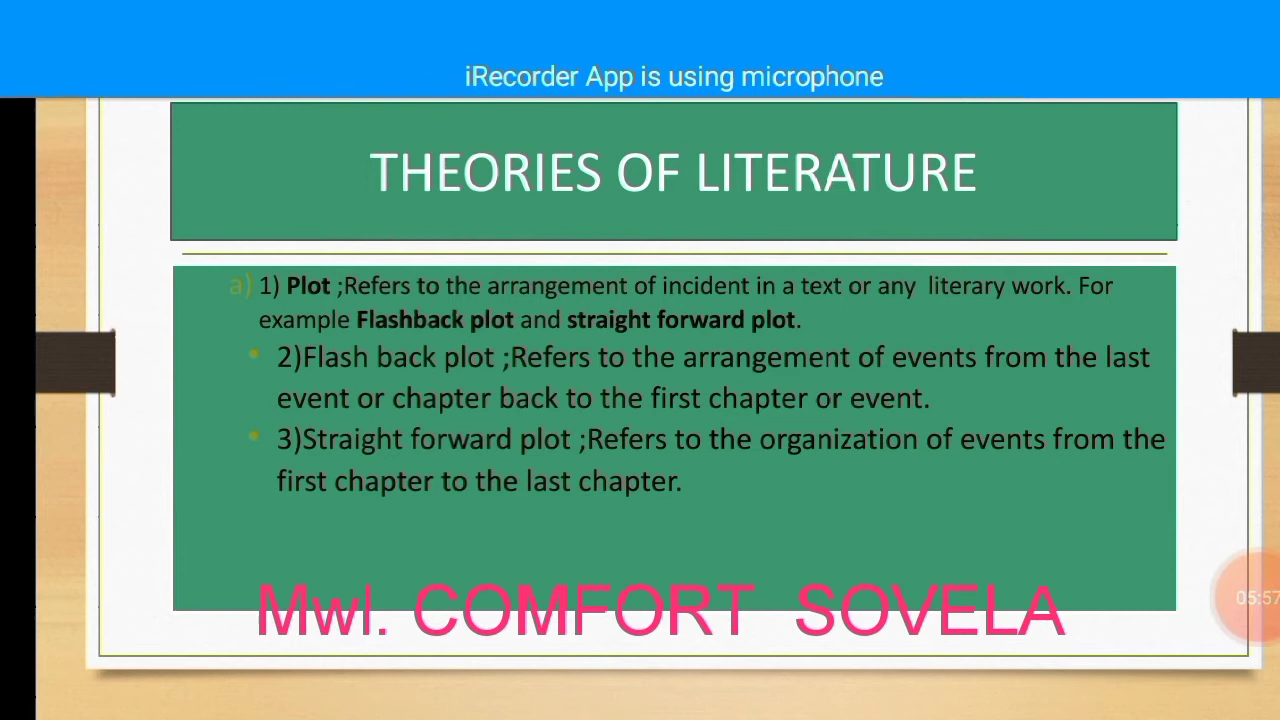 iRecorder App is using microphone
THEORIES OF LITERATURE
a) 1) Plot ;Refers to the arrangement of incident in a text or any literary work. For
example Flashback plot and straight forward plot.
• 2)Flash back plot ;Refers to the arrangement of events from the last
event or chapter back to the first chapter or event.
• 3)Straight forward plot ;Refers to the organization of events from the
first chapter to the last chapter.
Mwl. COMFORT SOVELA
05:57